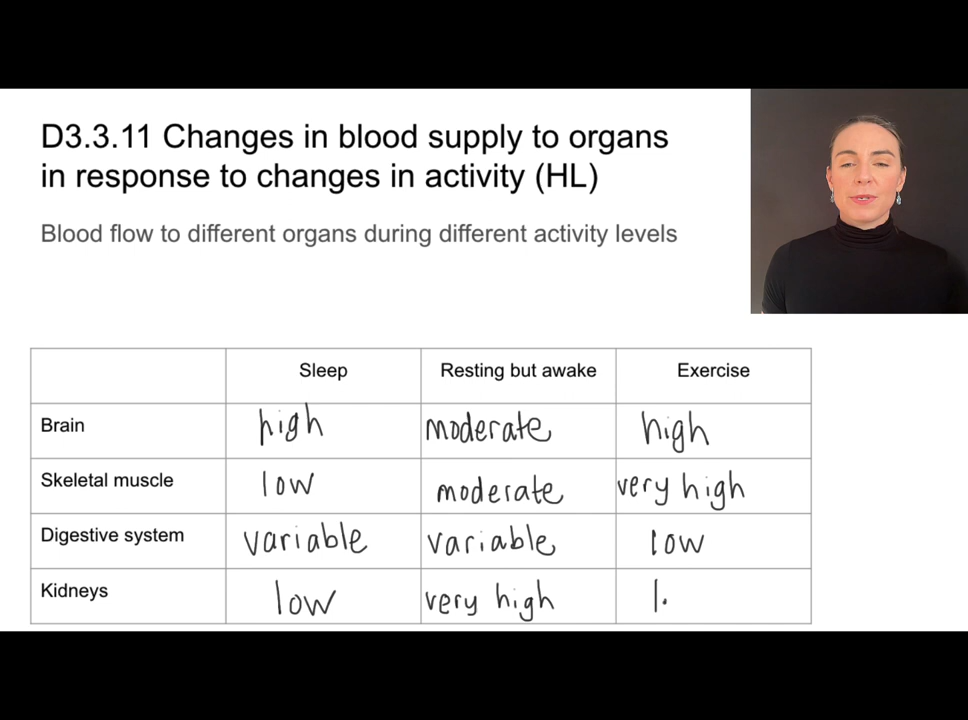 D3.3.11 Changes in blood supply to organs
in response to changes in activity (HL)
Blood flow to different organs during different activity levels
Sleep Resting but awake Exercise
Brain high moderate high
Skeletal muscle low moderate very high
Digestive system variable variable low
Kidneys low very high